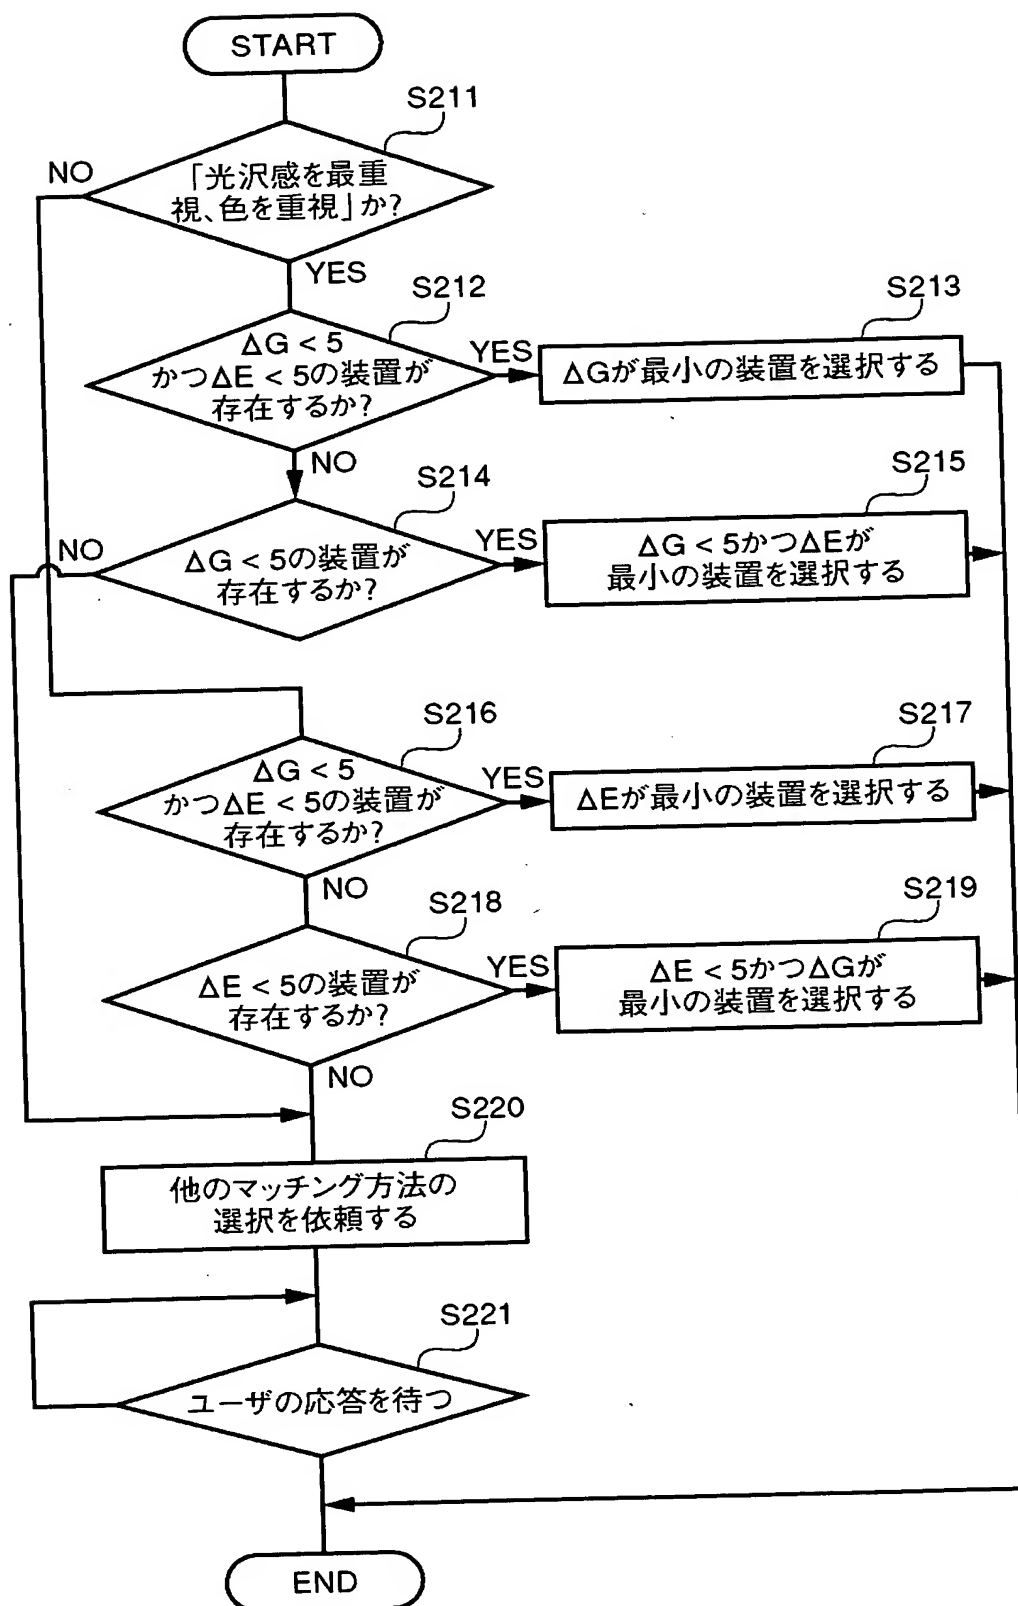 START
S211
NO
「光沢感を最重
視、色を重視」か?
YES
S212
ΔG < 5
かつΔE < 5の装置が
存在するか?
YES
S213
ΔGが最小の装置を選択する
NO
S214
NO
ΔG < 5の装置が
存在するか?
YES
S215
ΔG < 5かつΔEが
最小の装置を選択する
S216
ΔG < 5
かつΔE < 5の装置が
存在するか?
YES
S217
ΔEが最小の装置を選択する
NO
S218
ΔE < 5の装置が
存在するか?
YES
S219
ΔE < 5かつΔGが
最小の装置を選択する
NO
S220
他のマッチング方法の
選択を依頼する
S221
ユーザの応答を待つ
END